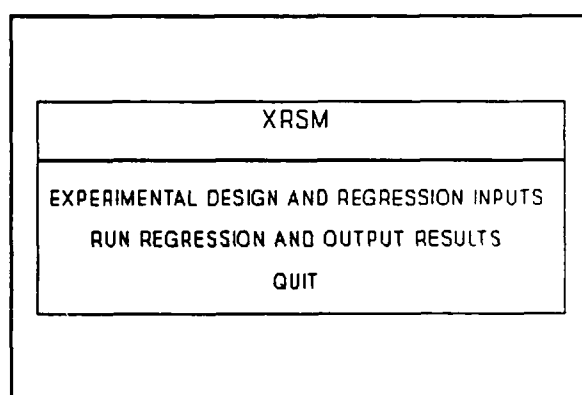 XRSM
EXPERIMENTAL DESIGN AND REGRESSION INPUTS
RUN REGRESSION AND OUTPUT RESULTS
QUIT